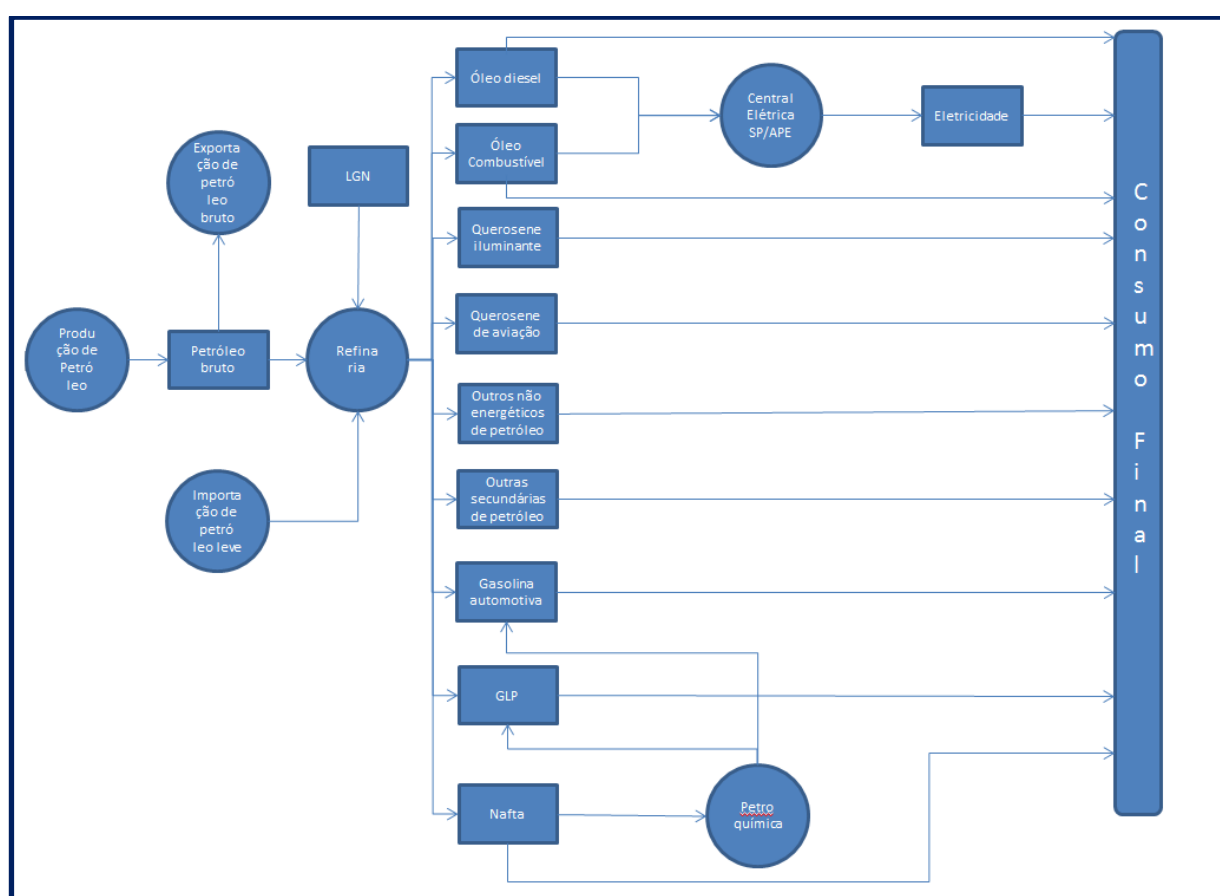 Óleo diesel
Central
Elétrica
SP/APE
Eletricidade
Exporta
ção de
petró
leo
bruto
LGN
Óleo
Combustível
Querosene
iluminante
Produ
ção de
Petró
leo
Petróleo
bruto
Refina
ria
Querosene
de aviação
Outros não
energéticos
de petróleo
Importa
ção de
petró
leo leve
Outras
secundárias
de petróleo
Gasolina
automotiva
GLP
Nafta
Petro
química
C
o
n
s
u
m
o
F
i
n
a
l